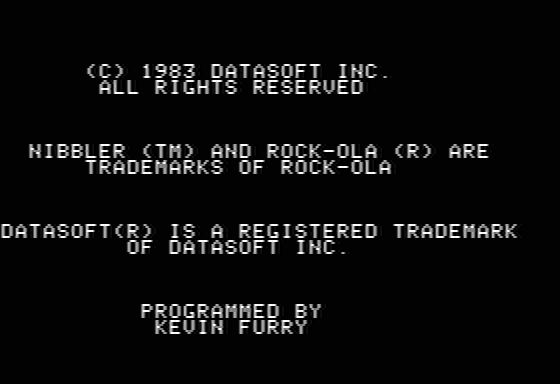 (C) 1983 DATASOFT INC.
ALL RIGHTS RESERVED
NIBBLER (TM) AND ROCK-OLA (R) ARE
TRADEMARKS OF ROCK-OLA
DATASOFT(R) IS A REGISTERED TRADEMARK
OF DATASOFT INC.
PROGRAMMED BY
KEVIN FURRY